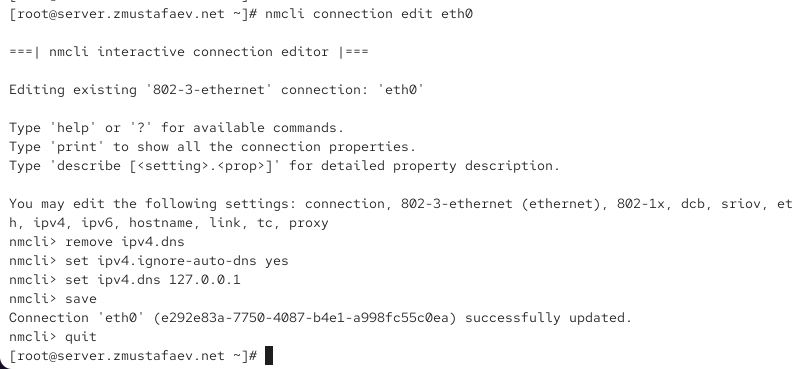 [root@server.zmustafaev.net ~]# nmcli connection edit eth0
===| nmcli interactive connection editor |===
Editing existing '802-3-ethernet' connection: 'eth0'
Type 'help' or '?' for available commands.
Type 'print' to show all the connection properties.
Type 'describe [<setting>.<prop>]' for detailed property description.
You may edit the following settings: connection, 802-3-ethernet (ethernet), 802-1x, dcb, sriov, et
h, ipv4, ipv6, hostname, link, tc, proxy
nmcli> remove ipv4.dns
nmcli> set ipv4.ignore-auto-dns yes
nmcli> set ipv4.dns 127.0.0.1
nmcli> save
Connection 'eth0' (e292e83a-7750-4087-b4e1-a998fc55c0ea) successfully updated.
nmcli> quit
[root@server.zmustafaev.net ~]#